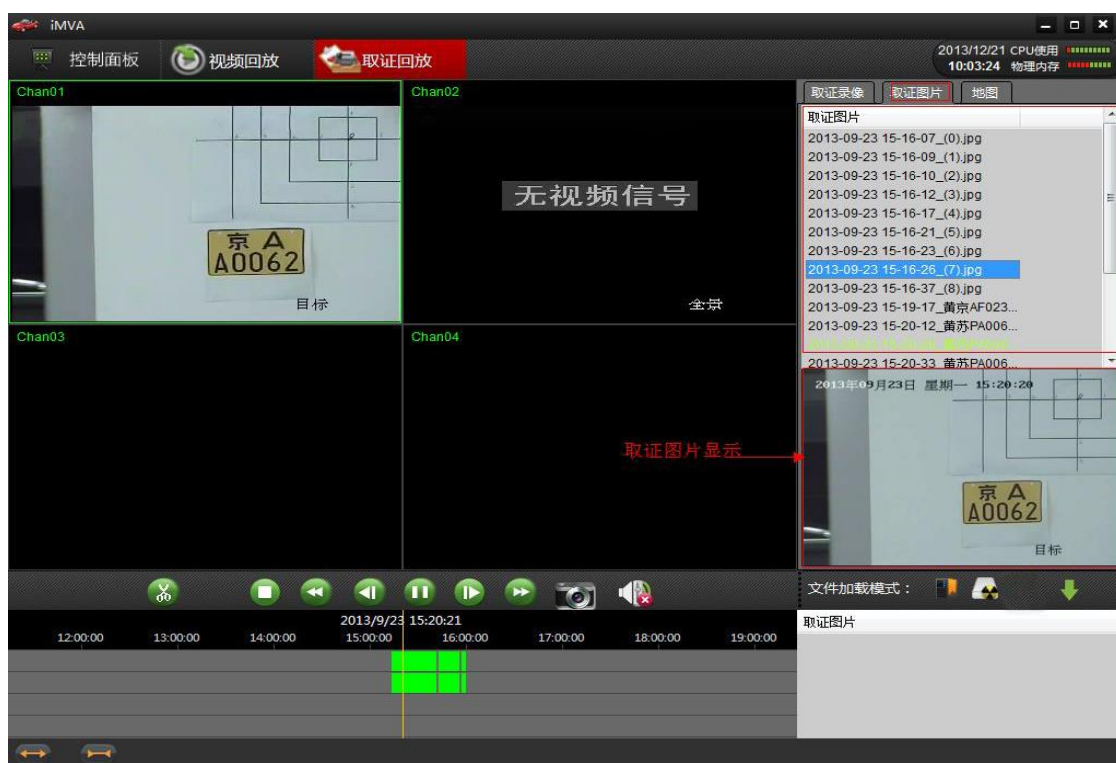 iMVA
控制面板
视频回放
取证回放
2013/12/21 CPU使用
10:03:24 物理内存
Chan01
京 A
A0062
目标
Chan02
无视频信号
全景
Chan03
Chan04
取证图片显示
取证录像
取证图片
地图
取证图片
2013-09-23 15-16-07_(0).jpg
2013-09-23 15-16-09_(1).jpg
2013-09-23 15-16-10_(2).jpg
2013-09-23 15-16-12_(3).jpg
2013-09-23 15-16-17_(4).jpg
2013-09-23 15-16-21_(5).jpg
2013-09-23 15-16-23_(6).jpg
2013-09-23 15-16-26_(7).jpg
2013-09-23 15-16-37_(8).jpg
2013-09-23 15-19-17_黄京AF023...
2013-09-23 15-20-12_黄苏PA006...
2013-09-23 15-20-33_黄苏PA006...
2013年09月23日 星期一 15:20:20
京 A
A0062
目标
文件加载模式：
2013/9/23 15:20:21
12:00:00 13:00:00 14:00:00 15:00:00 16:00:00 17:00:00 18:00:00 19:00:00
取证图片